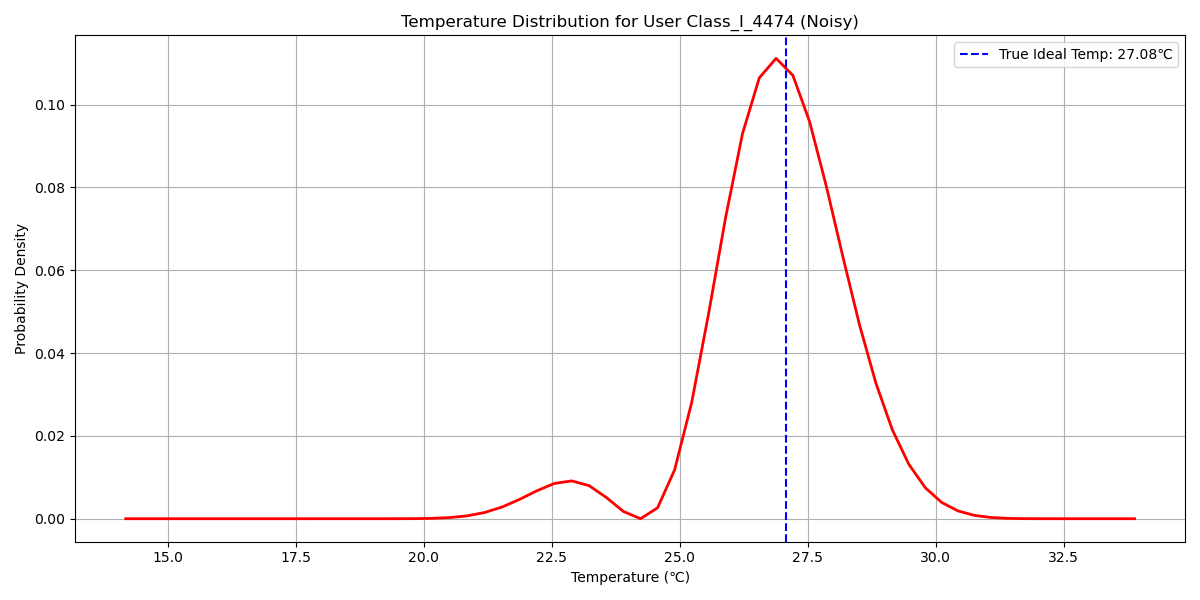 Temperature Distribution for User Class_I_4474 (Noisy)
True Ideal Temp: 27.08℃
Probability Density
0.10
0.08
0.06
0.04
0.02
0.00
15.0 17.5 20.0 22.5 25.0 27.5 30.0 32.5
Temperature (℃)